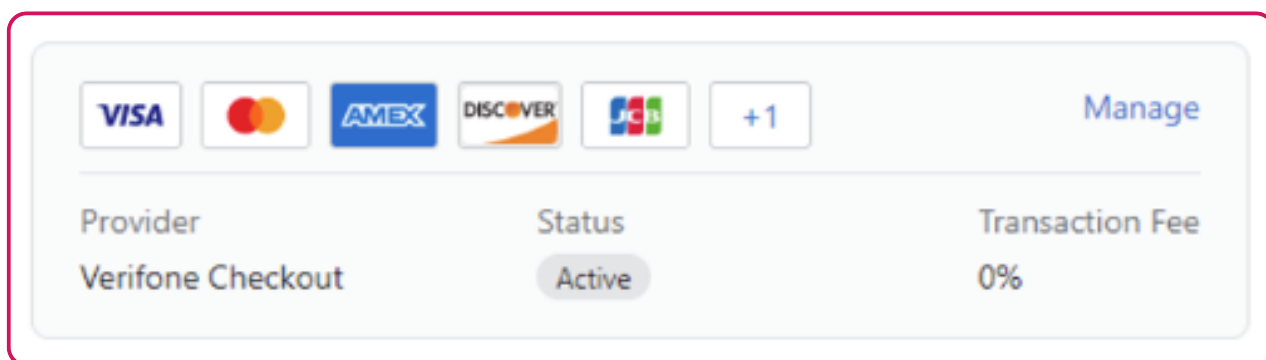 VISA AMEX DISCOVER JCB +1 Manage
Provider Status Transaction Fee
Verifone Checkout Active 0%